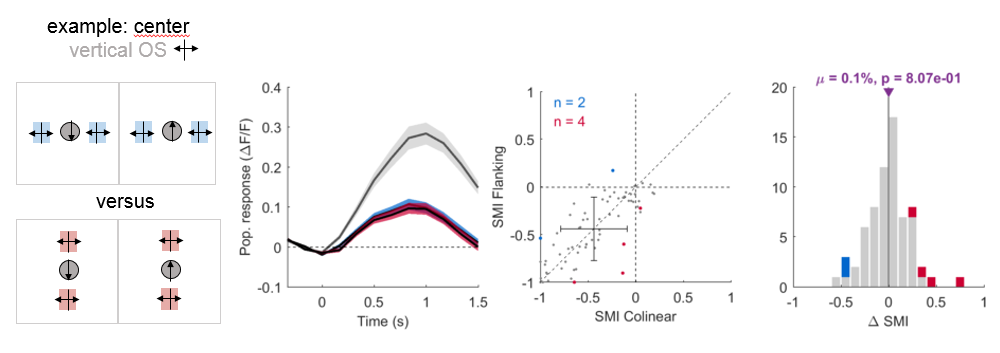 example: center
vertical OS
versus
0.4
0.3
0.2
0.1
0
-0.1
Pop. response (ΔF/F)
0
0.5
1
1.5
Time (s)
n = 2
n = 4
1
0.5
0
-0.5
-1
SMI Flanking
-1
-0.5
0
0.5
1
SMI Colinear
μ = 0.1%, p = 8.07e-01
20
15
10
5
0
-1
-0.5
0
0.5
1
Δ SMI